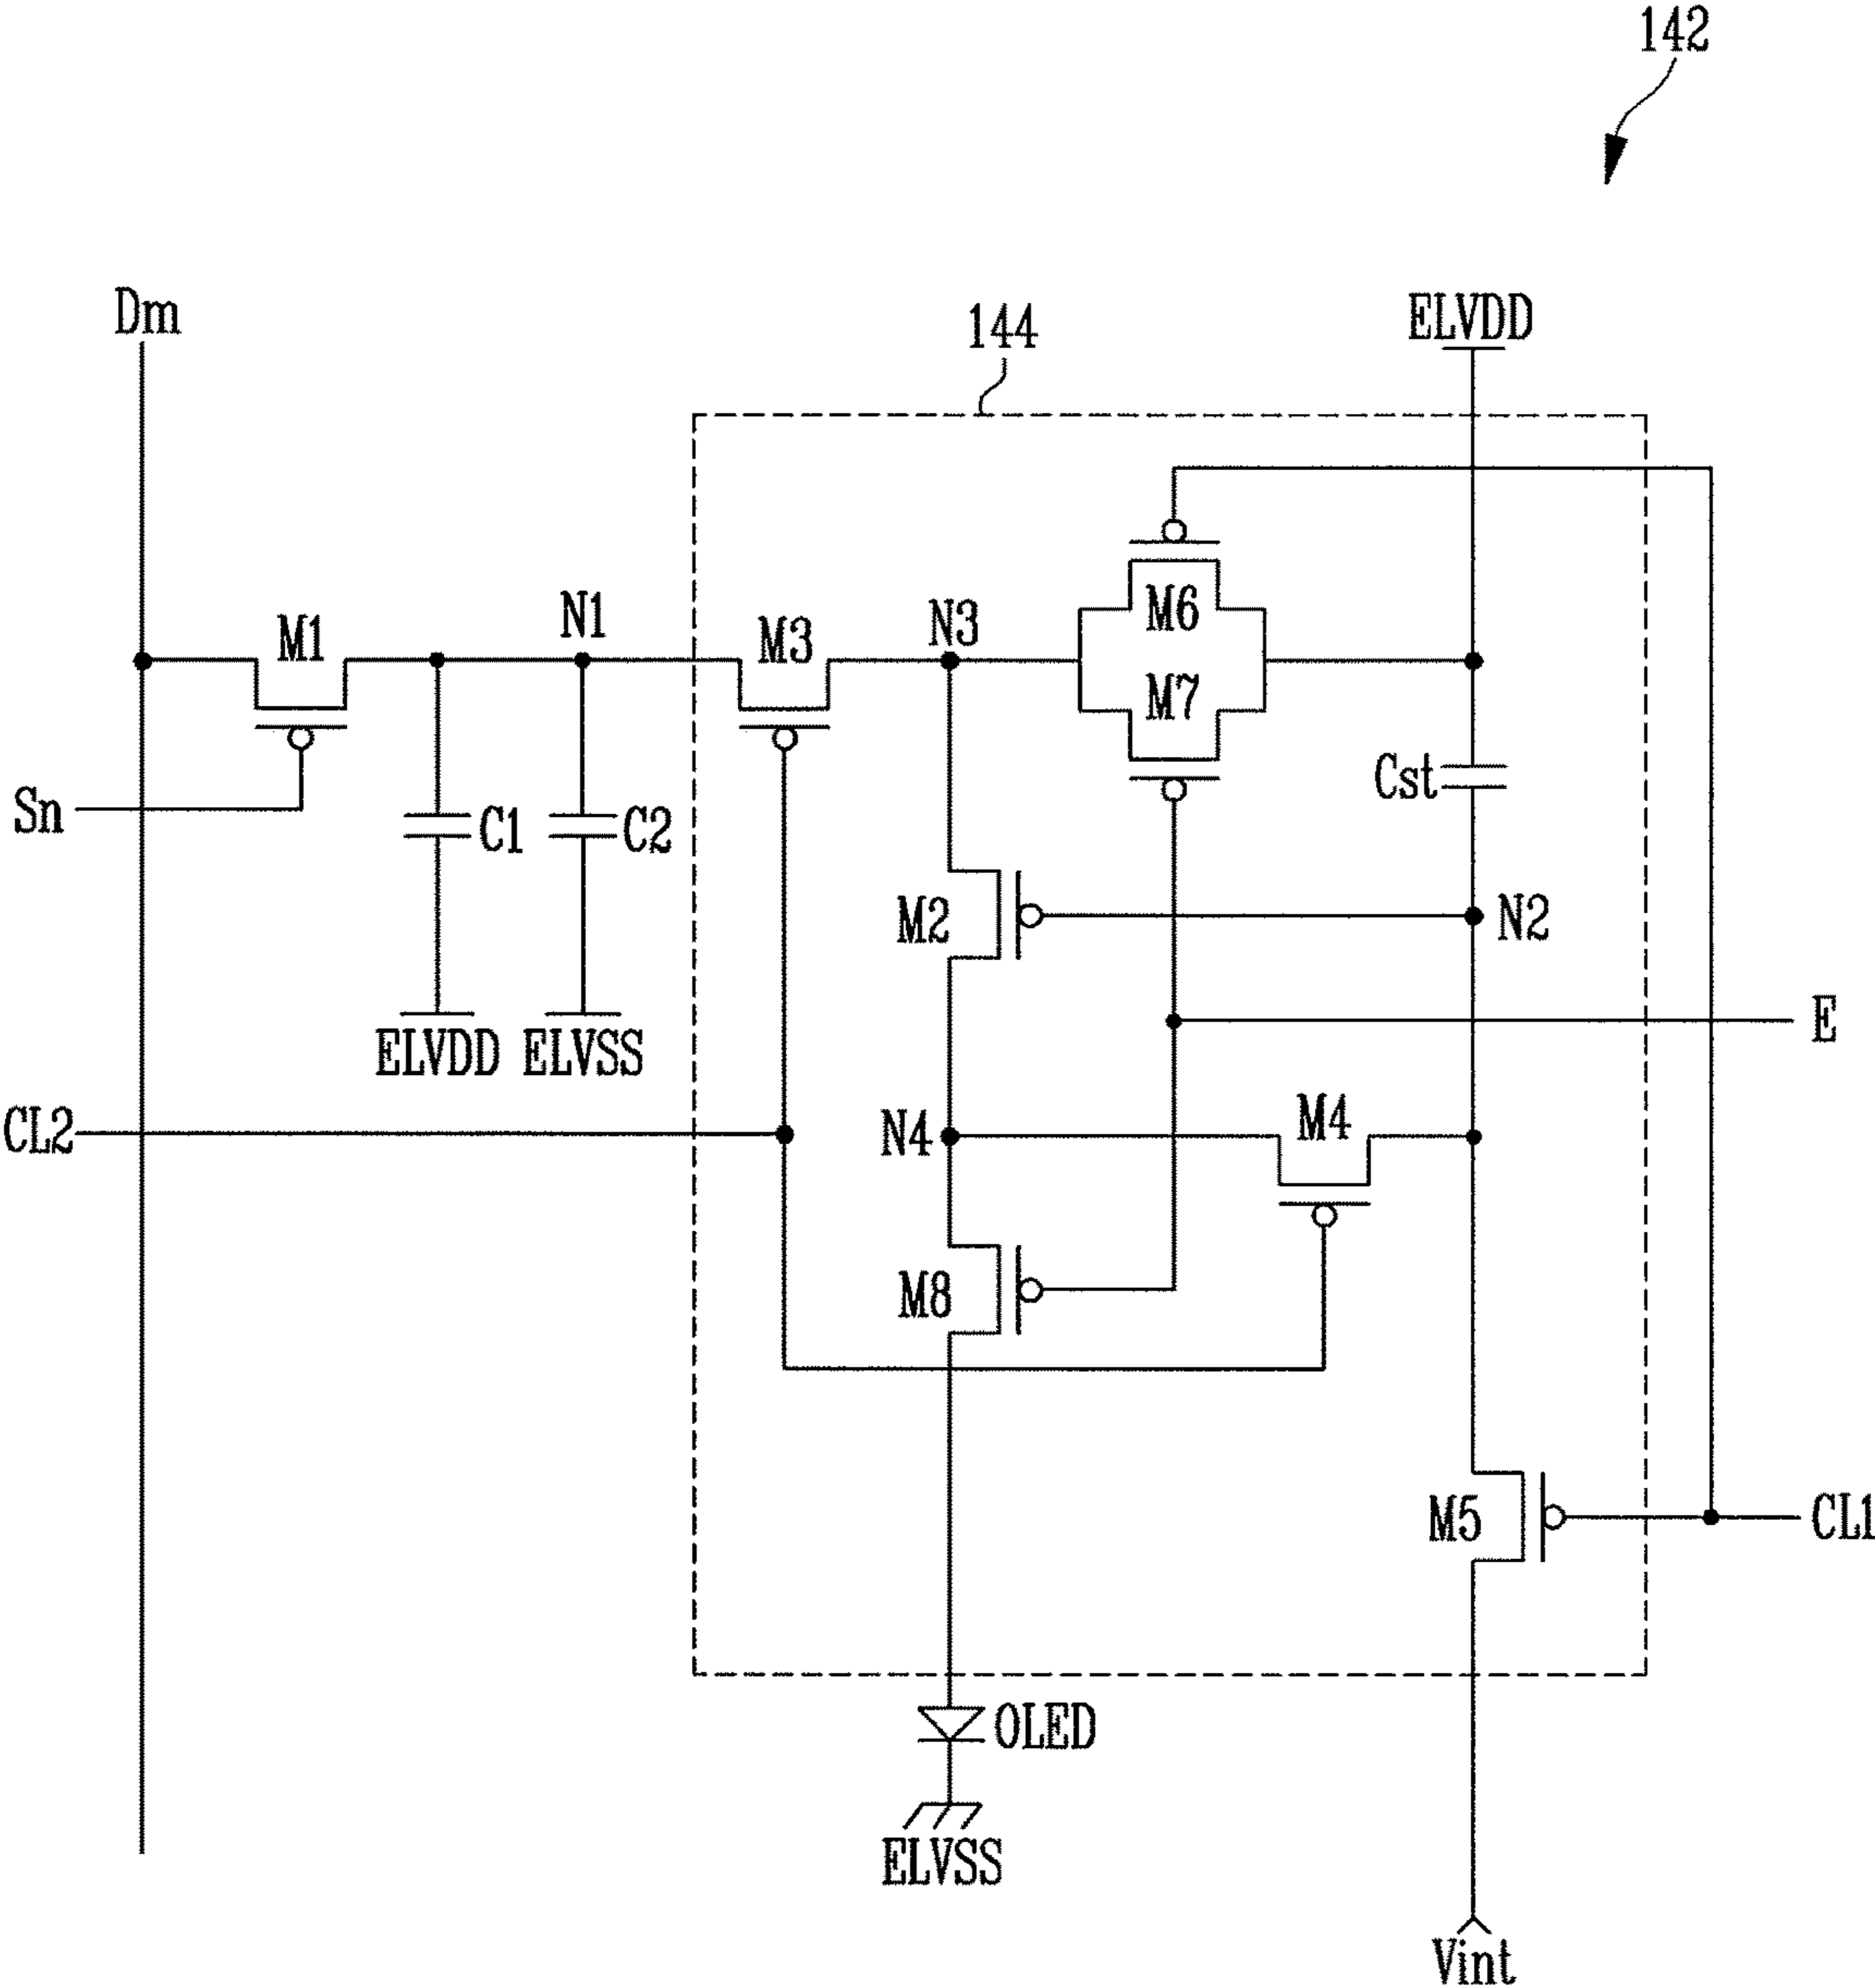 142
Dm
144
ELVDD
M1
N1
M3
N3
M6
M7
Cst
Sn
C1
C2
M2
N2
ELVDD
ELVSS
E
CL2
N4
M4
M8
M5
CL1
OLED
ELVSS
Vint